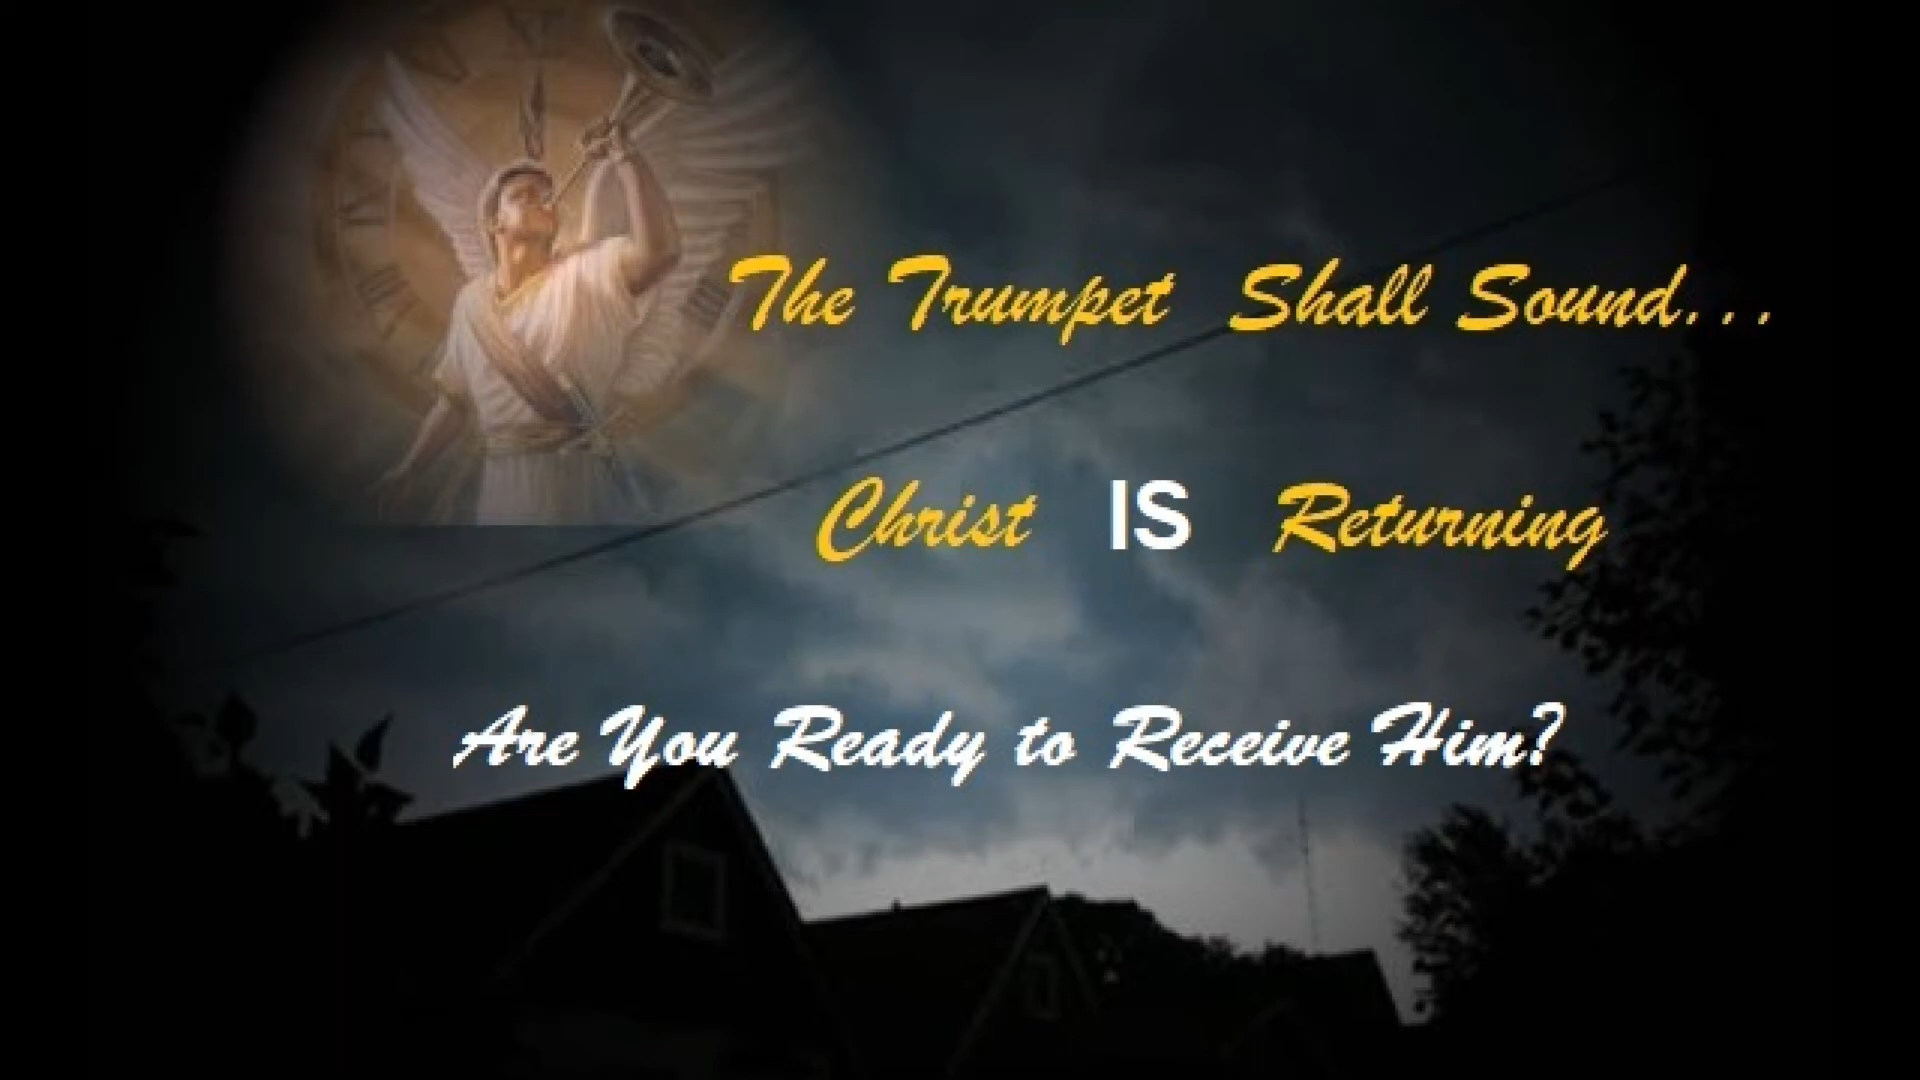 The Trumpet Shall Sound...
Christ IS Returning
Are You Ready to Receive Him?